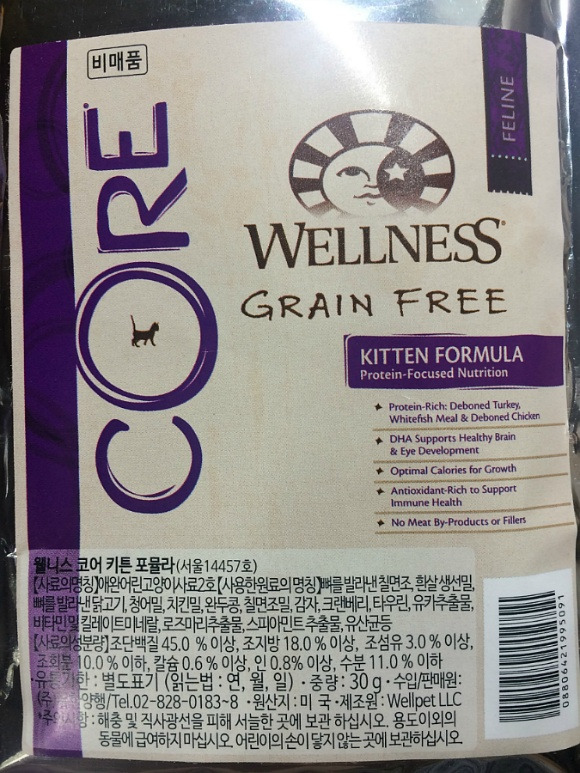 비매품
CORE
FELINE
WELLNESS®
GRAIN FREE
KITTEN FORMULA
Protein-Focused Nutrition
Protein-Rich: Deboned Turkey,
Whitefish Meal & Deboned Chicken
DHA Supports Healthy Brain
& Eye Development
Optimal Calories for Growth
Antioxidant-Rich to Support
Immune Health
No Meat By-Products or Fillers
웰니스 코어 키튼 포뮬라(서울14457호)
【사료의명칭】애완어린고양이사료2호【사용한원료의 명칭】뼈를 발라낸 칠면조, 흰살 생선밀,
뼈를 발라낸 닭고기, 청어밀, 치킨밀, 완두콩, 칠면조밀, 감자, 크랜베리, 타우린, 유카추출물,
비타민 및 킬레이트미네랄, 로즈마리추출물, 스피아민트 추출물, 유산균등
【사료의성분량】조단백질 45.0 % 이상, 조지방 18.0 % 이상, 조섬유 3.0 % 이상,
조회분 10.0 % 이하, 칼슘 0.6 % 이상, 인 0.8% 이상, 수분 11.0 % 이하
·유통기한 : 별도표기 (읽는법 : 연, 월, 일) ·중량 : 30 g ·수입/판매원:
(주 양행/Tel.02-828-0183~8 ·원산지 : 미 국 ·제조원 : Wellpet LLC
·주의사항 : 해충 및 직사광선을 피해 서늘한 곳에 보관 하십시오. 용도이외의
동물에 급여하지 마십시오. 어린이의 손이 닿지 않는 곳에 보관하십시오.
0880642199509​1